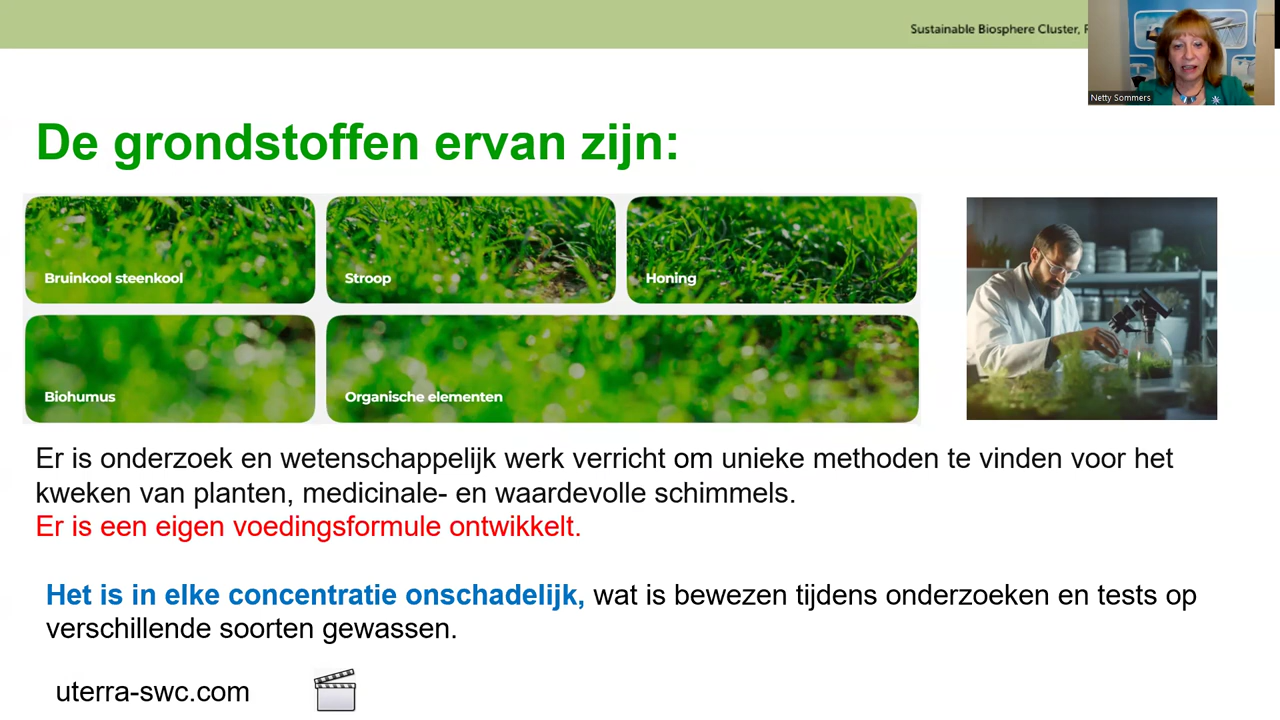 Sustainable Biosphere Cluster,
Netty Sommers
De grondstoffen ervan zijn:
Bruinkool steenkool
Stroop
Honing
Biohumus
Organische elementen
Er is onderzoek en wetenschappelijk werk verricht om unieke methoden te vinden voor het
kweken van planten, medicinale- en waardevolle schimmels.
Er is een eigen voedingsformule ontwikkelt.
Het is in elke concentratie onschadelijk, wat is bewezen tijdens onderzoeken en tests op
verschillende soorten gewassen.
uterra-swc.com